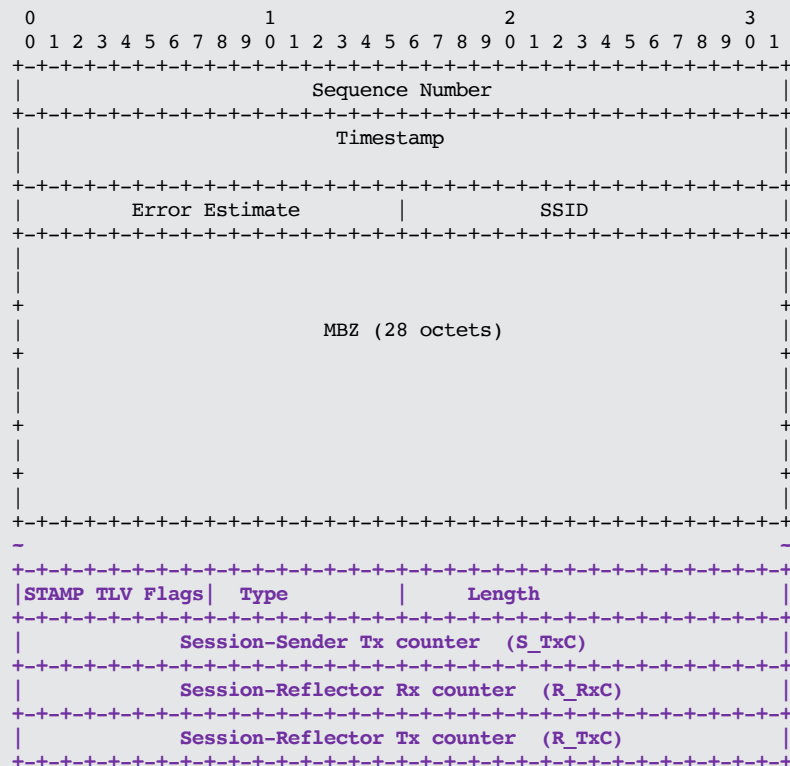 0                   1                   2                   3
 0 1 2 3 4 5 6 7 8 9 0 1 2 3 4 5 6 7 8 9 0 1 2 3 4 5 6 7 8 9 0 1
+-+-+-+-+-+-+-+-+-+-+-+-+-+-+-+-+-+-+-+-+-+-+-+-+-+-+-+-+-+-+-+-+
|                        Sequence Number                        |
+-+-+-+-+-+-+-+-+-+-+-+-+-+-+-+-+-+-+-+-+-+-+-+-+-+-+-+-+-+-+-+-+
|                          Timestamp                            |
|                                                               |
+-+-+-+-+-+-+-+-+-+-+-+-+-+-+-+-+-+-+-+-+-+-+-+-+-+-+-+-+-+-+-+-+
|         Error Estimate        |           SSID                |
+-+-+-+-+-+-+-+-+-+-+-+-+-+-+-+-+-+-+-+-+-+-+-+-+-+-+-+-+-+-+-+-+
|                                                               |
|                                                               |
+                                                               +
|                         MBZ (28 octets)                       |
+                                                               +
|                                                               |
|                                                               |
+                                                               +
|                                                               |
+                                                               +
|                                                               |
+-+-+-+-+-+-+-+-+-+-+-+-+-+-+-+-+-+-+-+-+-+-+-+-+-+-+-+-+-+-+-+-+
~                                                               ~
+-+-+-+-+-+-+-+-+-+-+-+-+-+-+-+-+-+-+-+-+-+-+-+-+-+-+-+-+-+-+-+-+
|STAMP TLV Flags|  Type         |     Length                    |
+-+-+-+-+-+-+-+-+-+-+-+-+-+-+-+-+-+-+-+-+-+-+-+-+-+-+-+-+-+-+-+-+
|             Session-Sender Tx counter  (S_TxC)                |
+-+-+-+-+-+-+-+-+-+-+-+-+-+-+-+-+-+-+-+-+-+-+-+-+-+-+-+-+-+-+-+-+
|             Session-Reflector Rx counter  (R_RxC)             |
+-+-+-+-+-+-+-+-+-+-+-+-+-+-+-+-+-+-+-+-+-+-+-+-+-+-+-+-+-+-+-+-+
|             Session-Reflector Tx counter  (R_TxC)             |
+-+-+-+-+-+-+-+-+-+-+-+-+-+-+-+-+-+-+-+-+-+-+-+-+-+-+-+-+-+-+-+-+